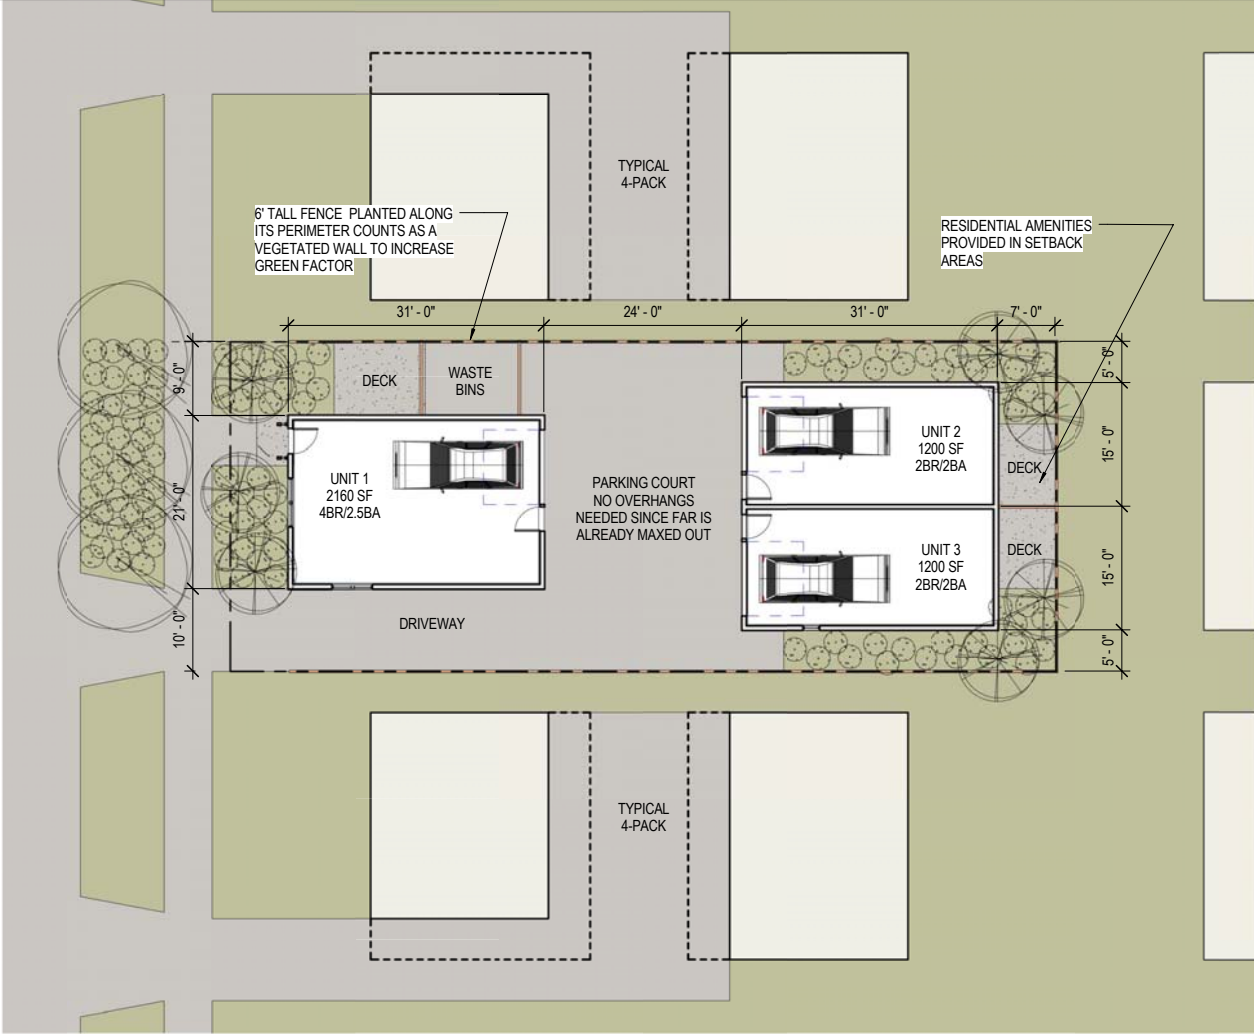 TYPICAL
4-PACK
6' TALL FENCE PLANTED ALONG
ITS PERIMETER COUNTS AS A
VEGETATED WALL TO INCREASE
GREEN FACTOR
RESIDENTIAL AMENITIES
PROVIDED IN SETBACK
AREAS
31' - 0"
24' - 0"
31' - 0"
7' - 0"
9' - 0"
21' - 0"
10' - 0"
DECK
WASTE
BINS
UNIT 1
2160 SF
4BR/2.5BA
PARKING COURT
NO OVERHANGS
NEEDED SINCE FAR IS
ALREADY MAXED OUT
UNIT 2
1200 SF
2BR/2BA
DECK
UNIT 3
1200 SF
2BR/2BA
DECK
5' - 0"
15' - 0"
15' - 0"
5' - 0"
DRIVEWAY
TYPICAL
4-PACK